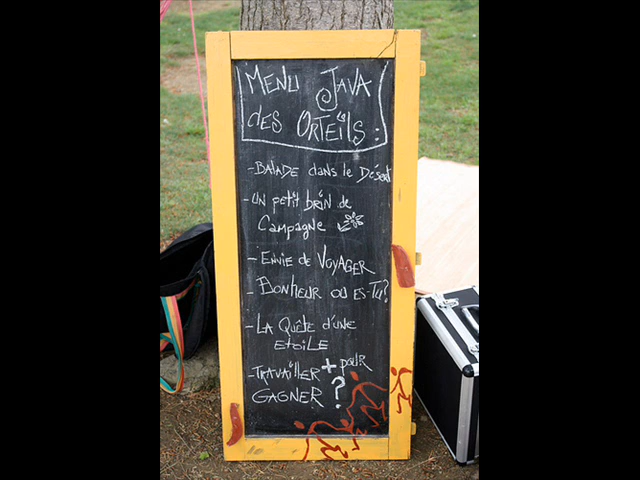 MENU JAVA
des ORTEILS :
- BALADE dans le Désert
- UN petit brin de
Campagne
- ENVIE de VOYAGER
- BONHEUR OU ES-TU?
- LA QUÊTE d'UNE
ETOILE
- TRAVAILLER + POUR
GAGNER ?